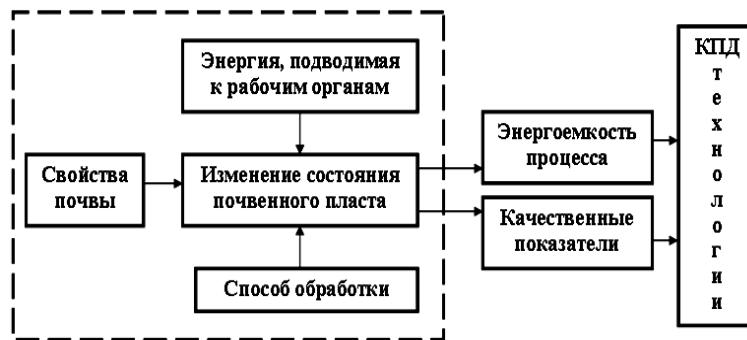 Энергия, подводимая
к рабочим органам
Свойства
почвы
Изменение состояния
почвенного пласта
Способ обработки
Энергоемкость
процесса
Качественные
показатели
КПД
т
е
х
н
о
л
о
г
и
и